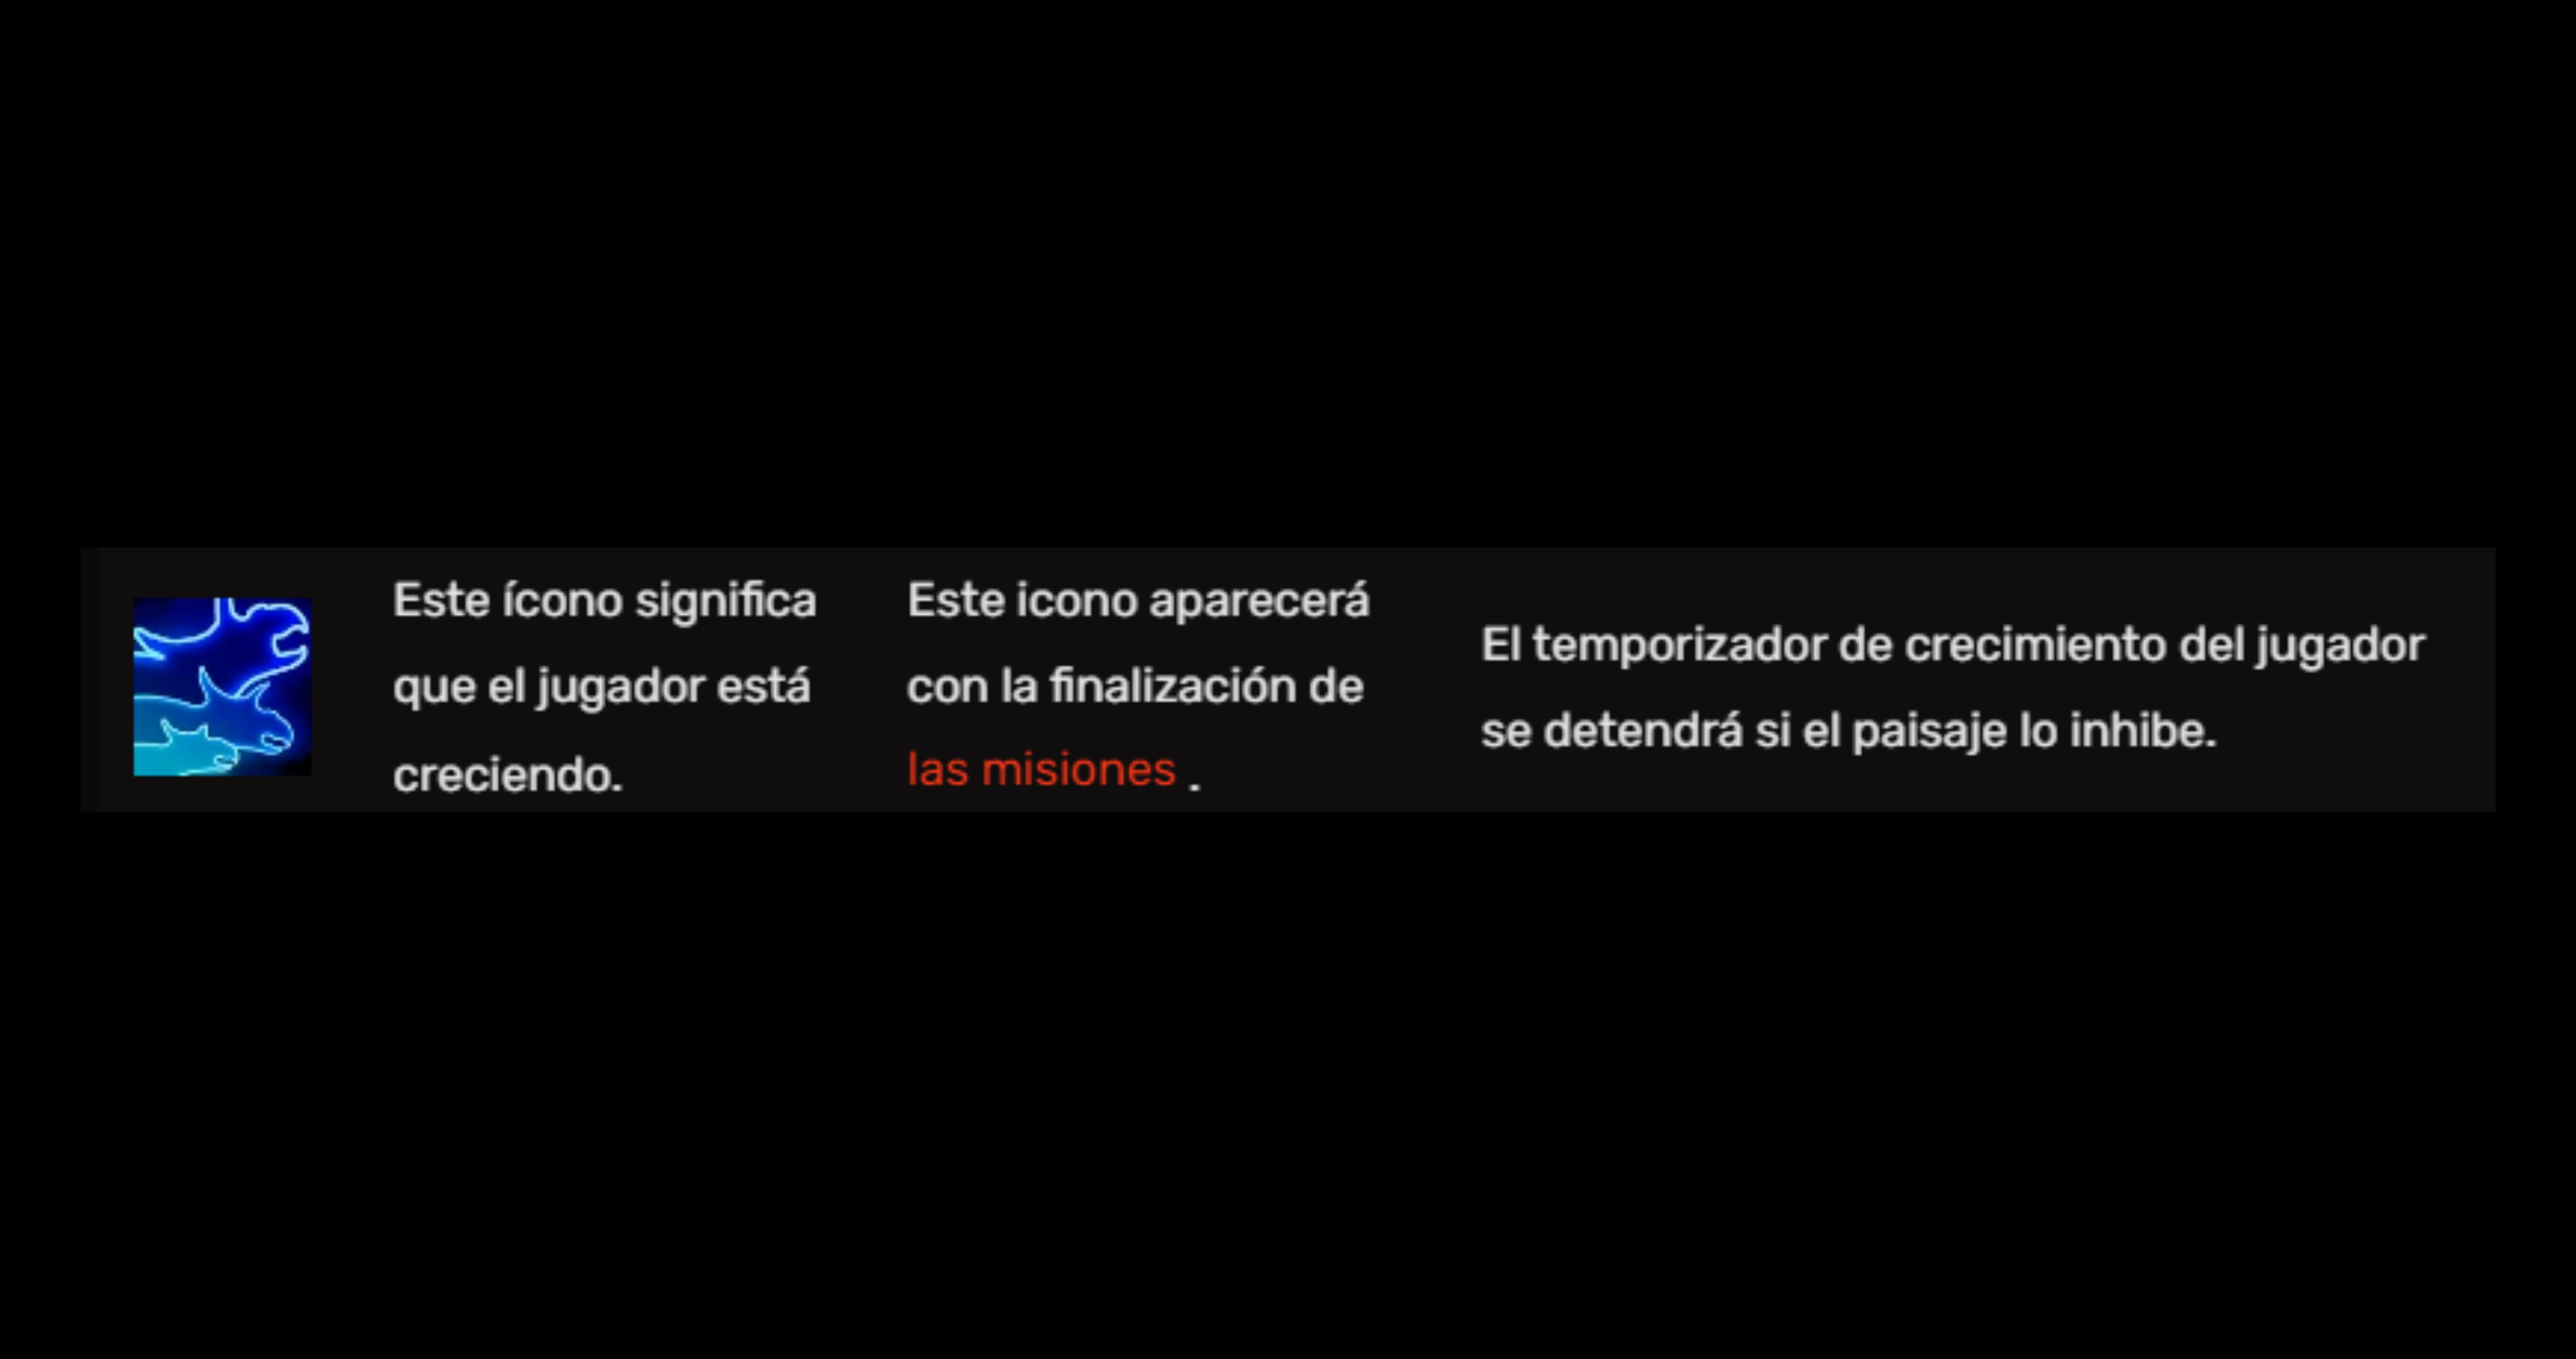 Este ícono significa
que el jugador está
creciendo.
Este icono aparecerá
con la finalización de
las misiones .
El temporizador de crecimiento del jugador
se detendrá si el paisaje lo inhibe.